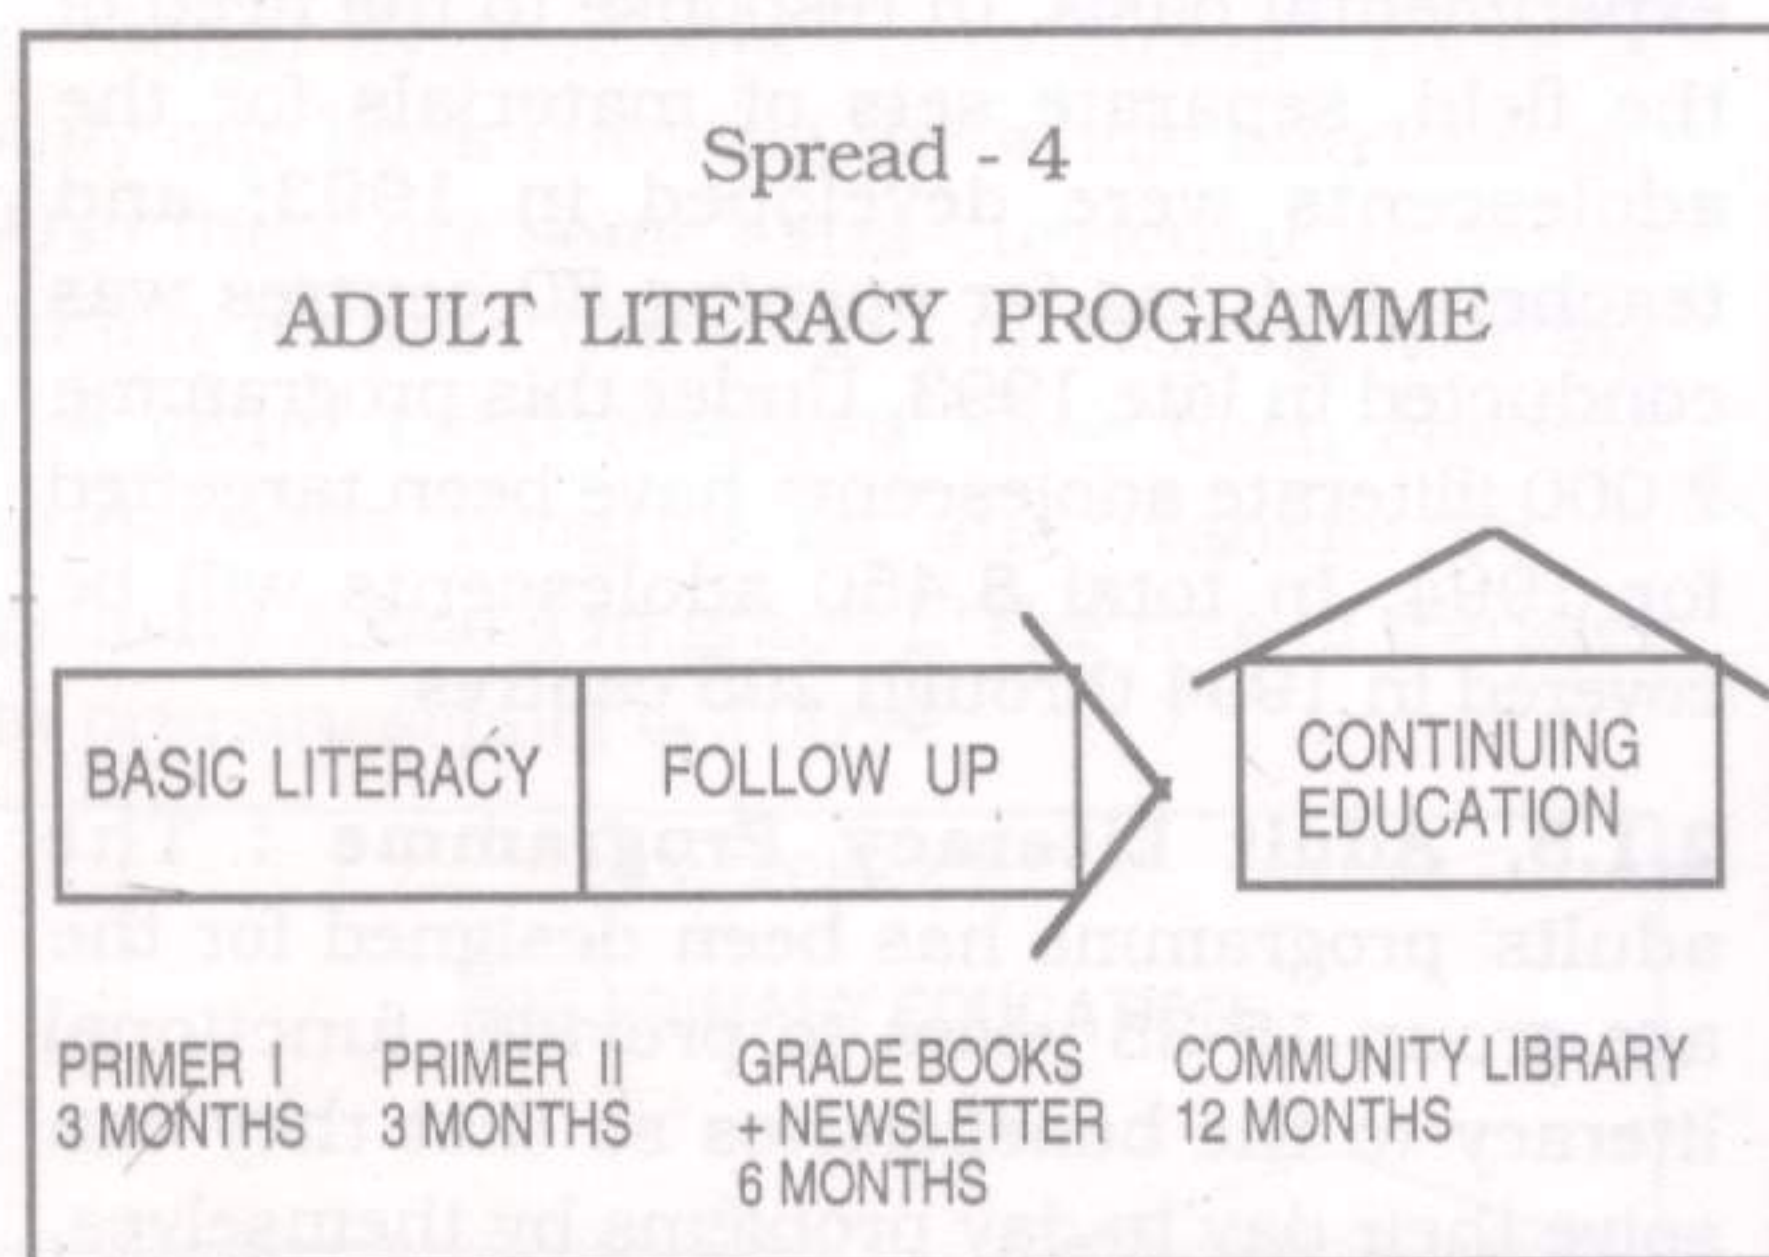 Spread - 4
ADULT LITERACY PROGRAMME
BASIC LITERACY
FOLLOW UP
CONTINUING
EDUCATION
PRIMER I
3 MONTHS
PRIMER II
3 MONTHS
GRADE BOOKS
+ NEWSLETTER
6 MONTHS
COMMUNITY LIBRARY
12 MONTHS